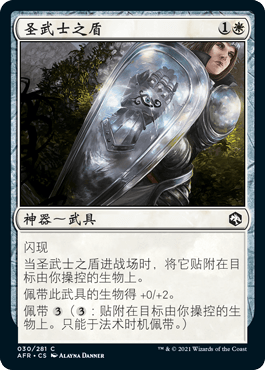 圣武士之盾 1
神器～武具
闪现
当圣武士之盾进战场时，将它贴附在目
标由你操控的生物上。
佩带此武具的生物得 +0/+2。
佩带 3（3：贴附在目标由你操控的生
物上。只能于法术时机佩带。）
030/281 C
AFR • CS ALAYNA DANNER
™ & © 2021 Wizards of the Coast